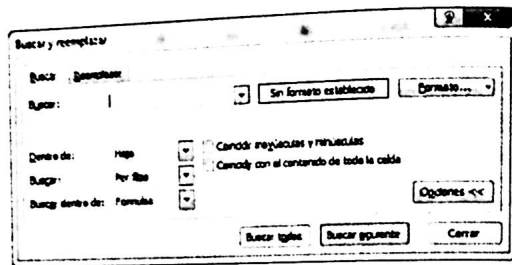 Buscar y reemplazar
Buscar Reemplazar
Buscar: Sin formato establecido Formato...
Dentro de: Hoja Coincidir mayúsculas y minúsculas
Buscar: Por filas Coincidir con el contenido de toda la celda
Buscar dentro de: Fórmulas
Opciones <<
Buscar todos Buscar siguiente Cerrar